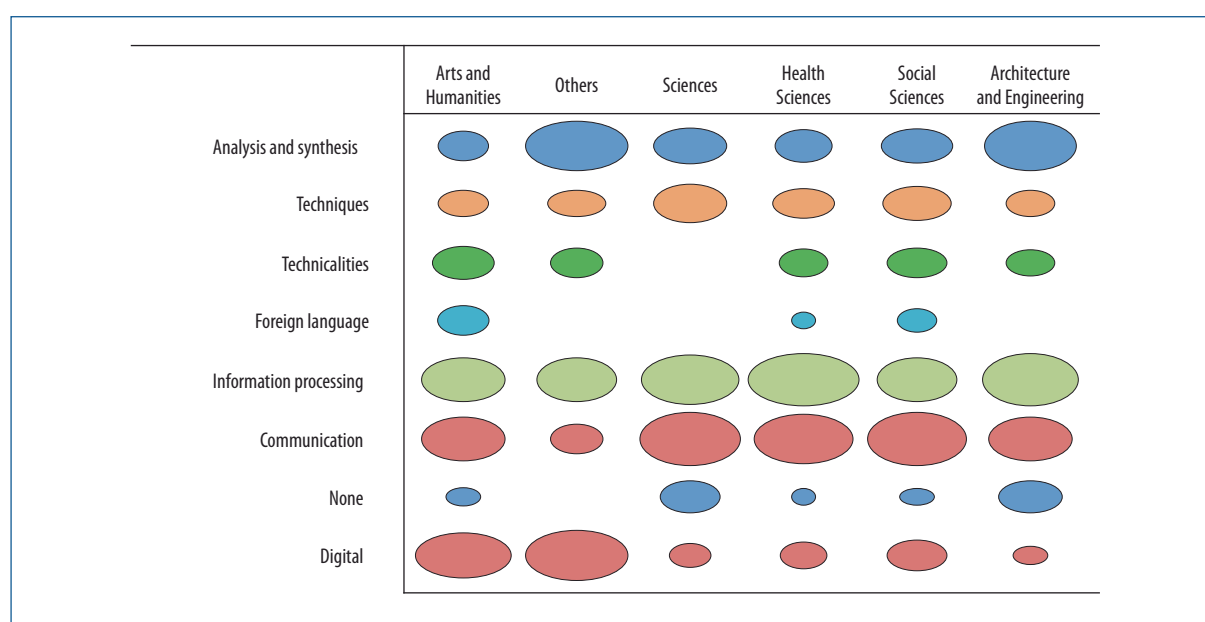 Arts and Humanities
Others
Sciences
Health Sciences
Social Sciences
Architecture and Engineering
Analysis and synthesis
Techniques
Technicalities
Foreign language
Information processing
Communication
None
Digital